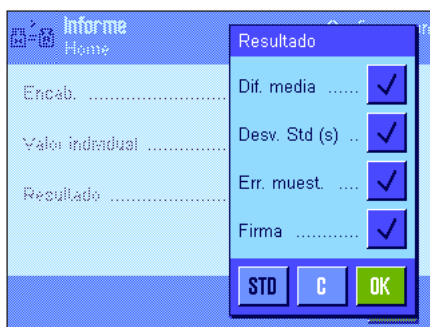 Informe
Home
Encab. ......................
Valor individual ..............
Resultado ...................
Resultado
Dif. media ......
Desv. Std (s) ..
Err. muest. ....
Firma ............
STD
C
OK